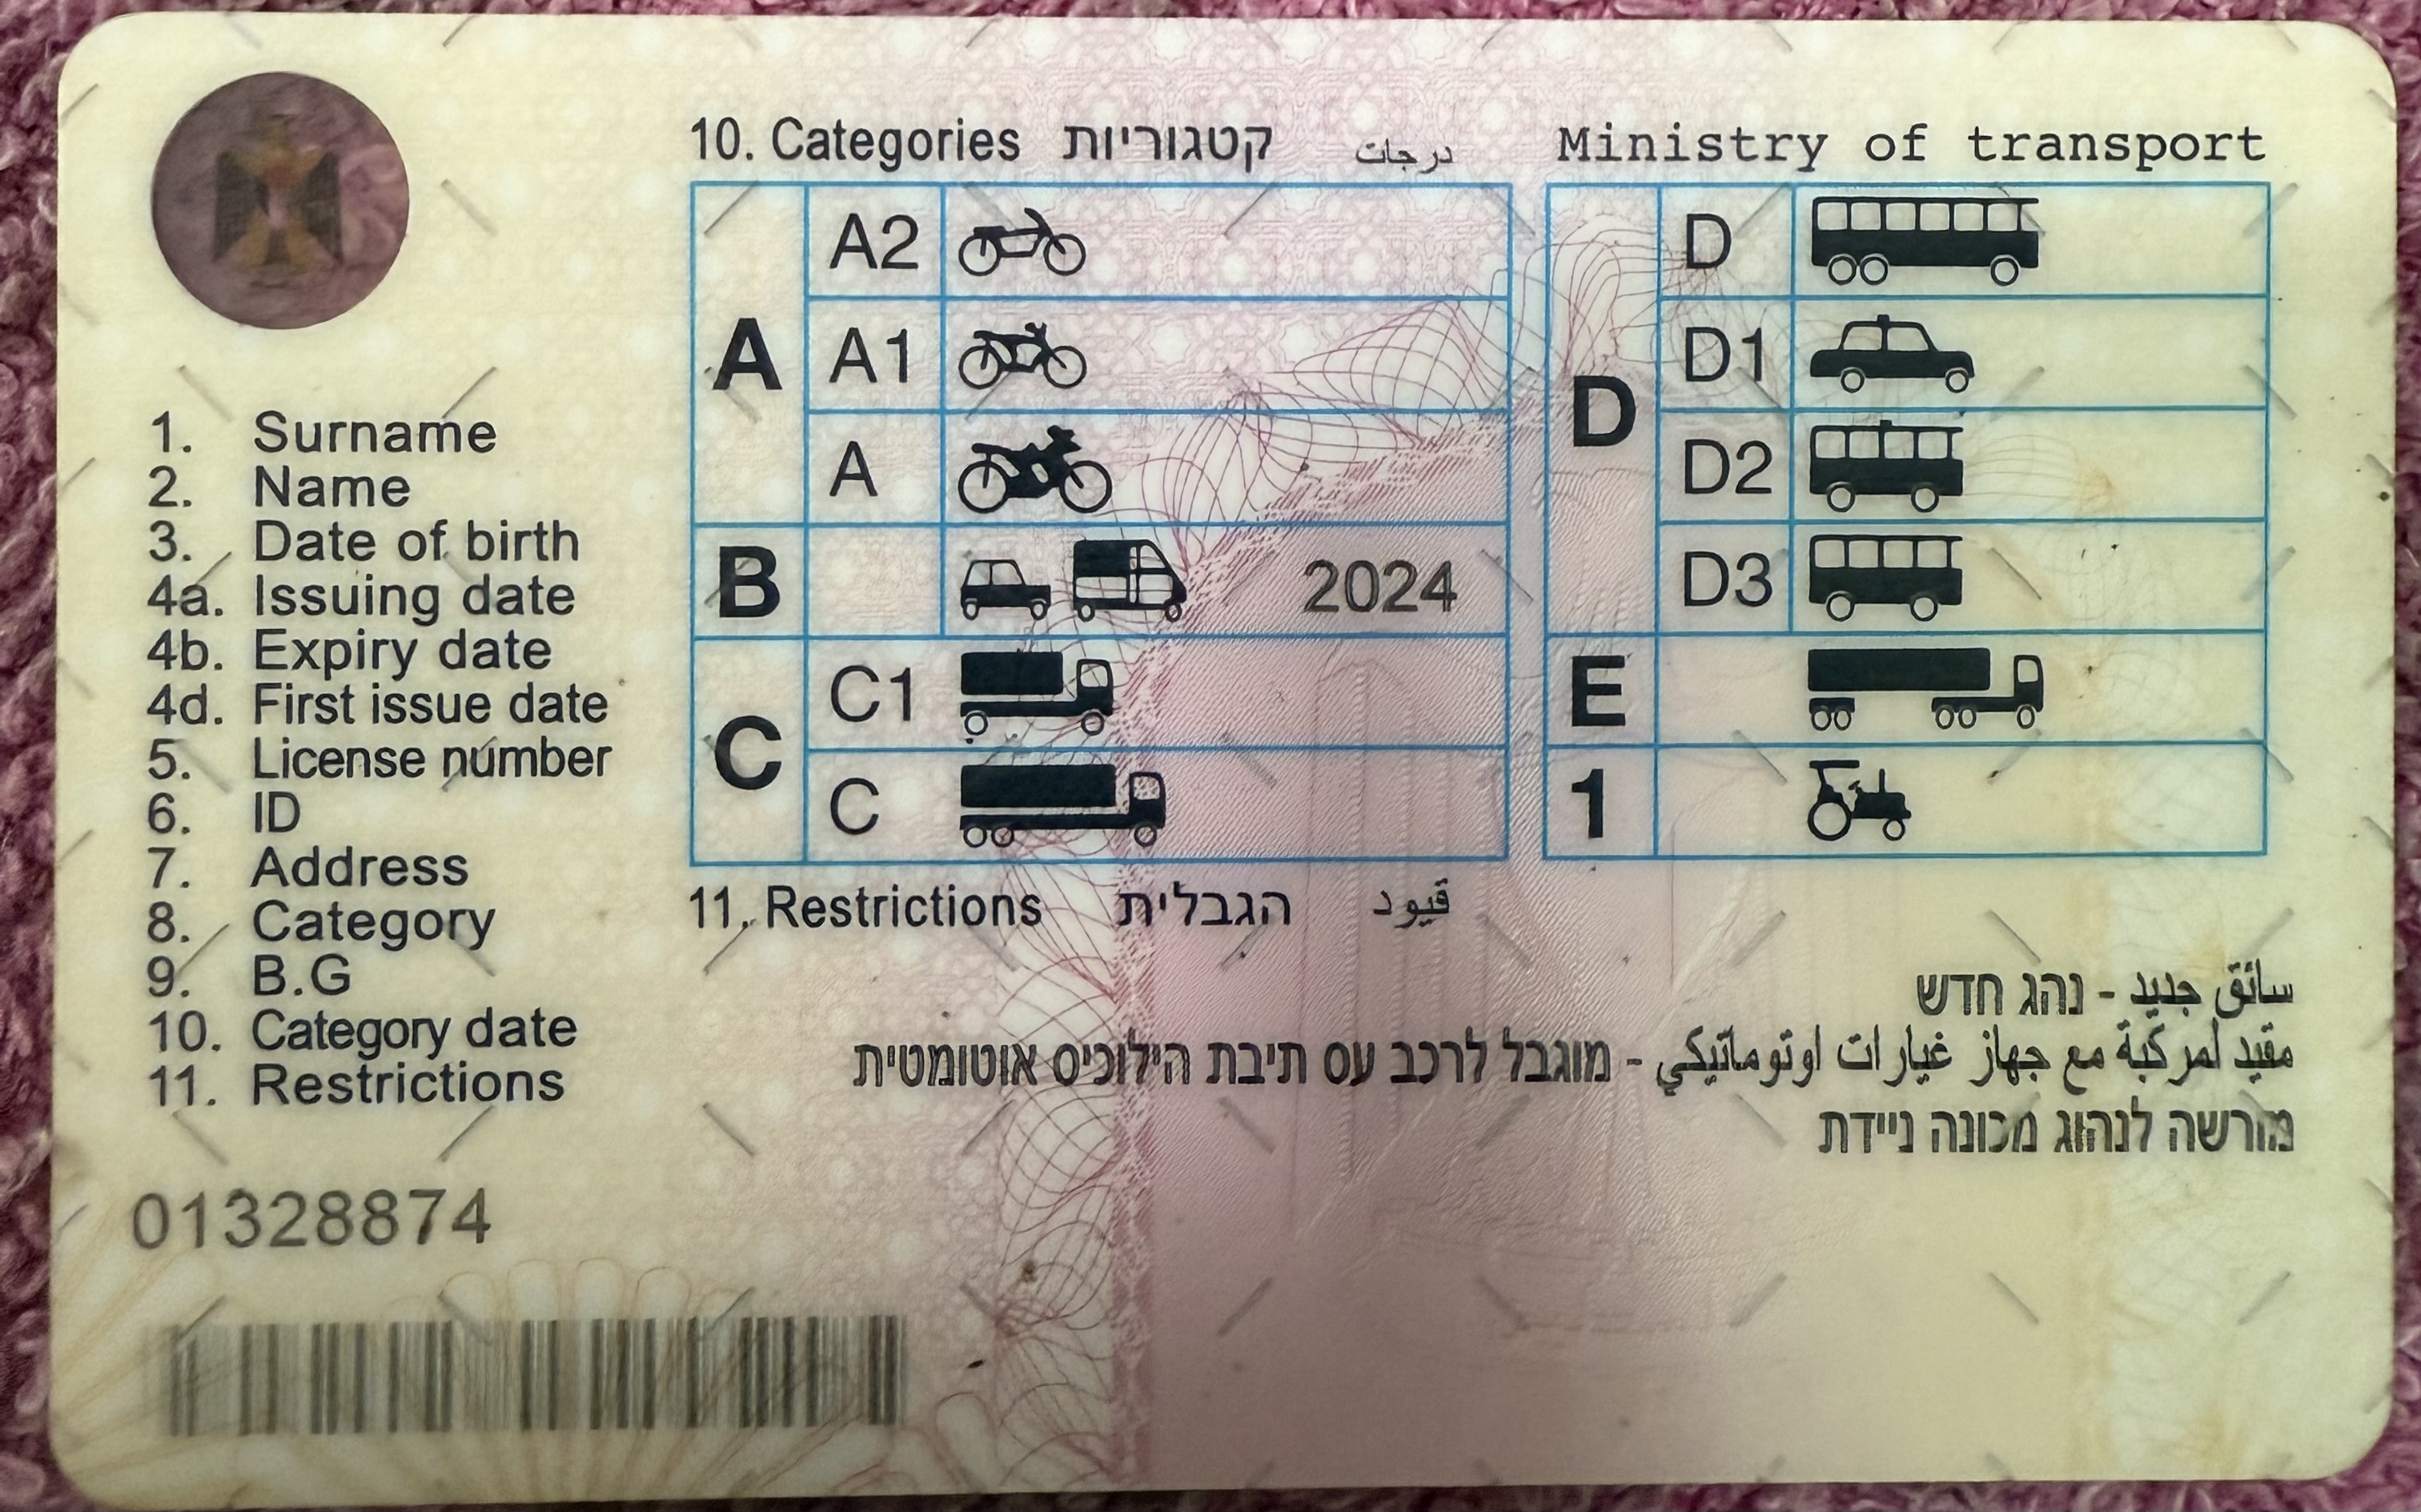 10. Categories קטגוריות درجات
Ministry of transport
A
A2
A1
A
B 2024
C
C1
C
D
D
D1
D2
D3
E
1
1. Surname
2. Name
3. Date of birth
4a. Issuing date
4b. Expiry date
4d. First issue date
5. License number
6. ID
7. Address
8. Category
9. B.G
10. Category date
11. Restrictions
11. Restrictions הגבלית قيود
سائق جديد - נהג חדש
مقيد لمركبة مع جهاز غيارات اوتوماتيكي - מוגבל לרכב עם תיבת הילוכים אוטומטית
מורשה לנהוג מכונה ניידת
01328874